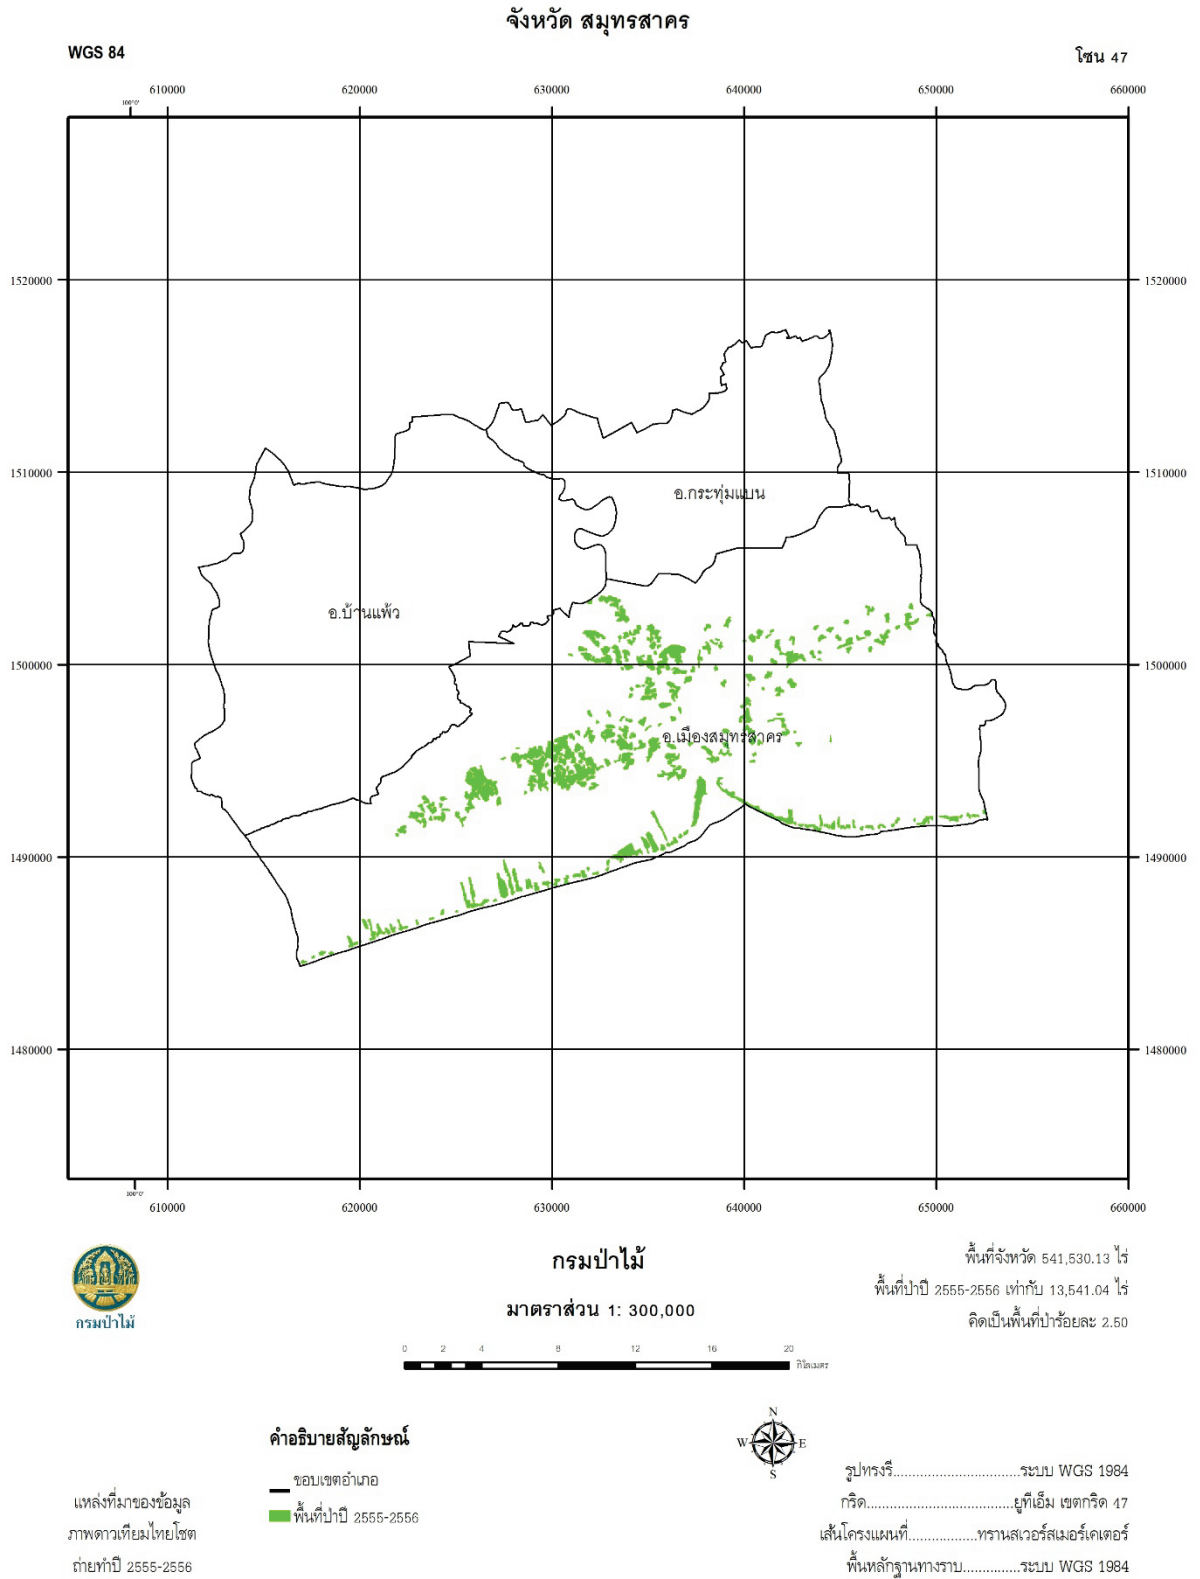 จังหวัด สมุทรสาคร
WGS 84
โซน 47
610000 620000 630000 640000 650000 660000
100°0'
1520000 1520000
1510000 1510000
อ.กระทุ่มแบน
อ.บ้านแพ้ว
1500000 1500000
อ.เมืองสมุทรสาคร
1490000 1490000
1480000 1480000
100°0'
610000 620000 630000 640000 650000 660000
กรมป่าไม้
กรมป่าไม้
มาตราส่วน 1: 300,000
พื้นที่จังหวัด 541,530.13 ไร่
พื้นที่ป่าปี 2555-2556 เท่ากับ 13,541.04 ไร่
คิดเป็นพื้นที่ป่าร้อยละ 2.50
0 2 4 8 12 16 20
กิโลเมตร
คำอธิบายสัญลักษณ์
ขอบเขตอำเภอ
พื้นที่ป่าปี 2555-2556
แหล่งที่มาของข้อมูล
ภาพดาวเทียมไทยโชต
ถ่ายทำปี 2555-2556
N
W E
S
รูปทรงรี.................................ระบบ WGS 1984
กริด......................................ยูทีเอ็ม เขตกริด 47
เส้นโครงแผนที่..................ทรานสเวอร์สเมอร์เคเตอร์
พื้นหลักฐานทางราบ...............ระบบ WGS 1984